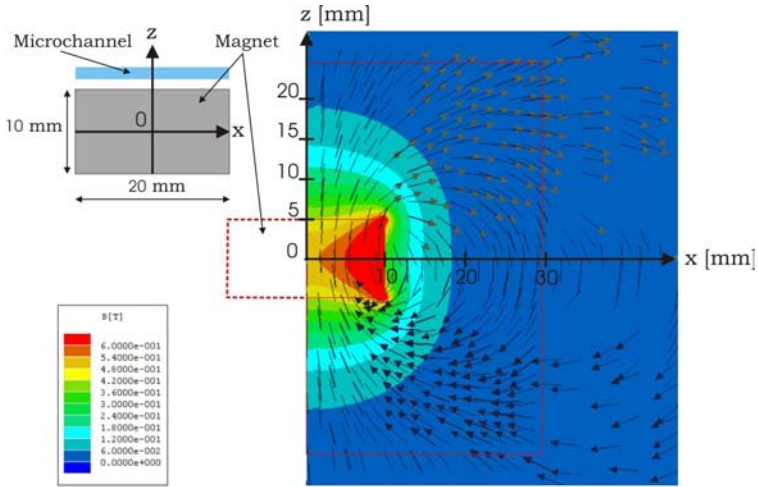 Microchannel
z
Magnet
0
x
10 mm
20 mm
z [mm]
20
15
10
5
0
10
20
30
x [mm]
B[T]
6.0000e-001
5.4000e-001
4.8000e-001
4.2000e-001
3.6000e-001
3.0000e-001
2.4000e-001
1.8000e-001
1.2000e-001
6.0000e-002
0.0000e+000